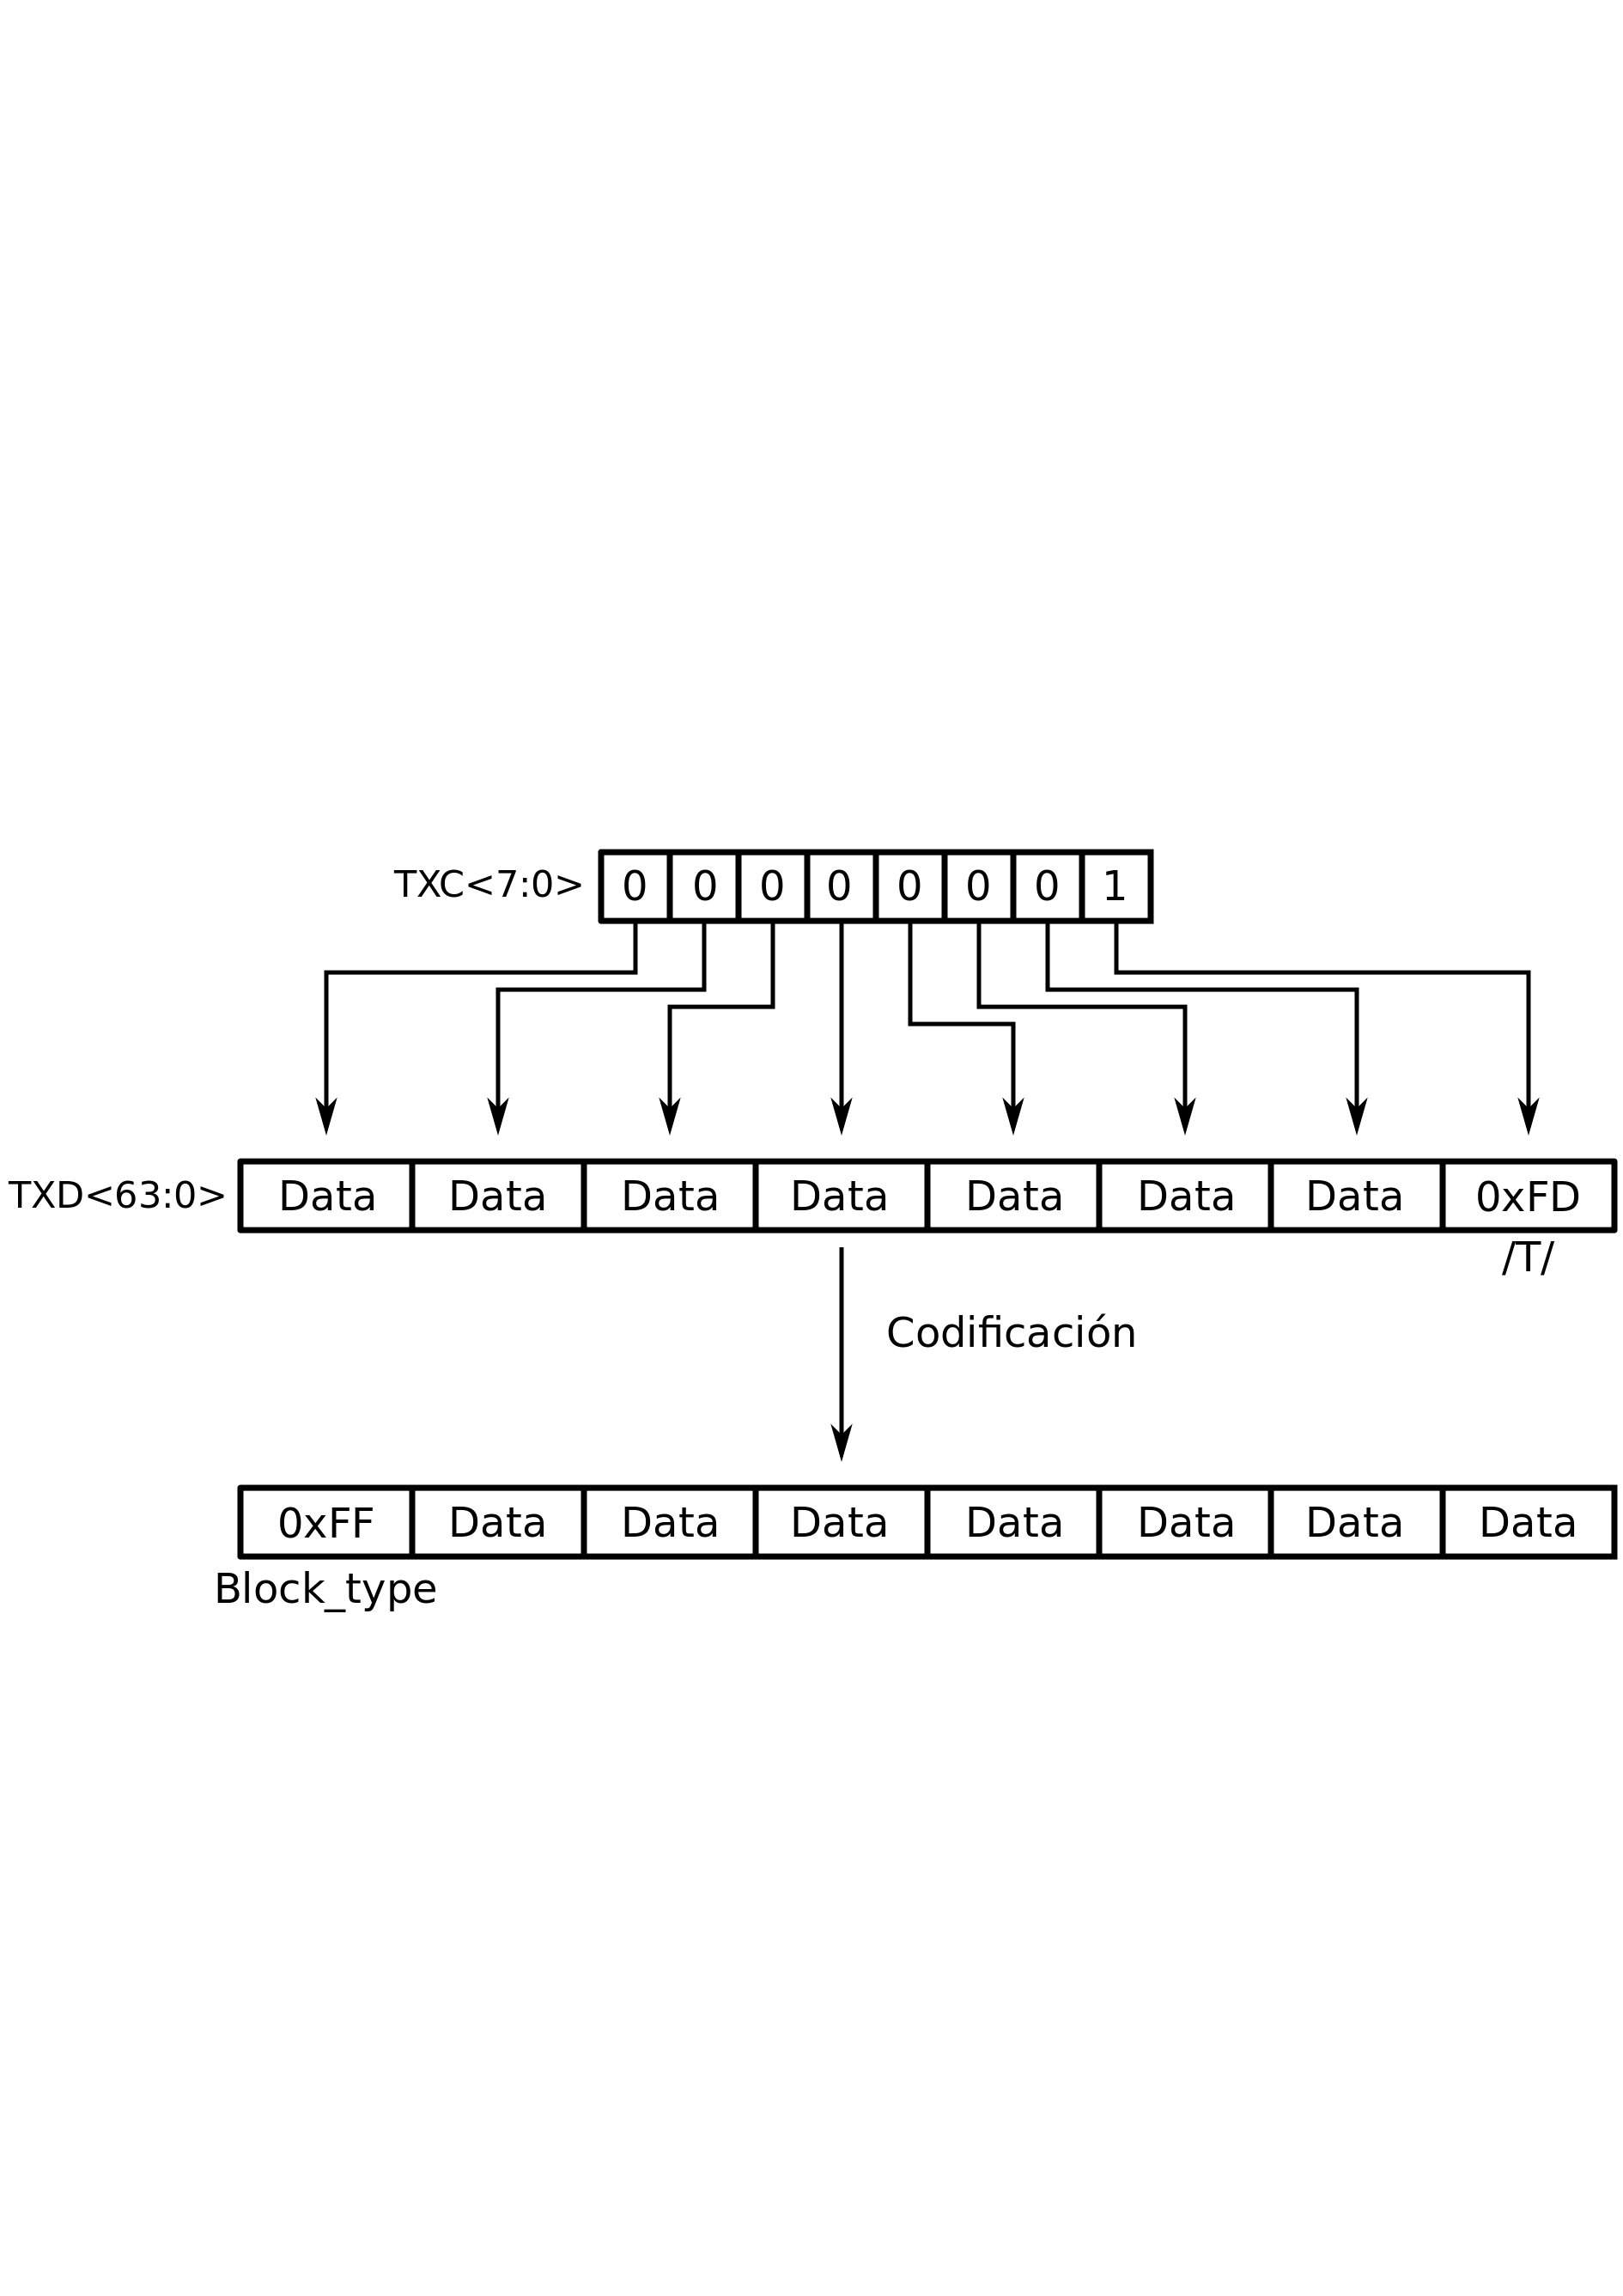 TXC<7:0> 0 0 0 0 0 0 0 1
TXD<63:0> Data Data Data Data Data Data Data 0xFD
/T/
Codificación
0xFF Data Data Data Data Data Data Data
Block_type